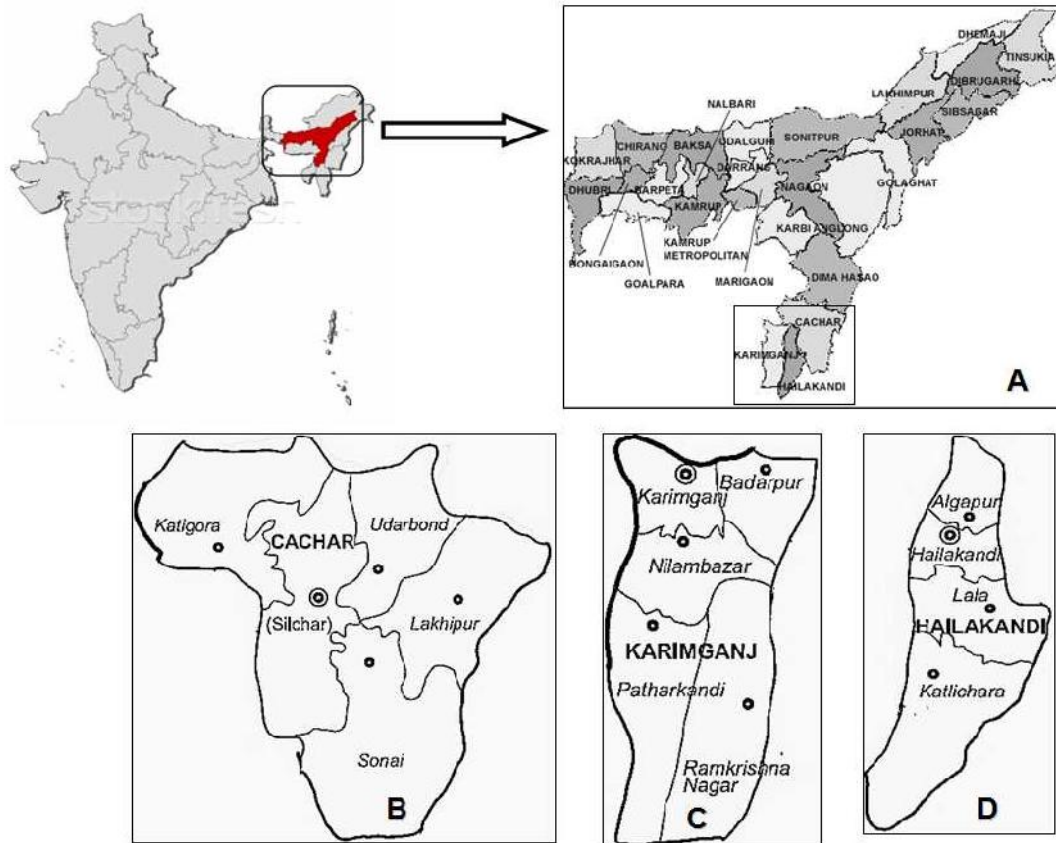 DHEMAJI
TINSUKIA
DIBRUGARH
LAKHIMPUR
SIBSAGAR
NALBARI
JORHAT
UDALGURI
SONITPUR
CHIRANG
BAKSA
KOKRAJHAR
DARRANG
GOLAGHAT
DHUBRI
BARPETA
NAGAON
KAMRUP
KARBI ANGLONG
KAMRUP
METROPOLITAN
BONGAIGAON
GOALPARA
MARIGAON
DIMA HASAO
CACHAR
KARIMGANJ
HAILAKANDI
A
Katigora
CACHAR
Udarbond
(Silchar)
Lakhipur
Sonai
B
Karimganj
Badarpur
Nilambazar
KARIMGANJ
Patharkandi
Ramkrishna
Nagar
C
Algapur
Hailakandi
Lala
HAILAKANDI
Katlichara
D